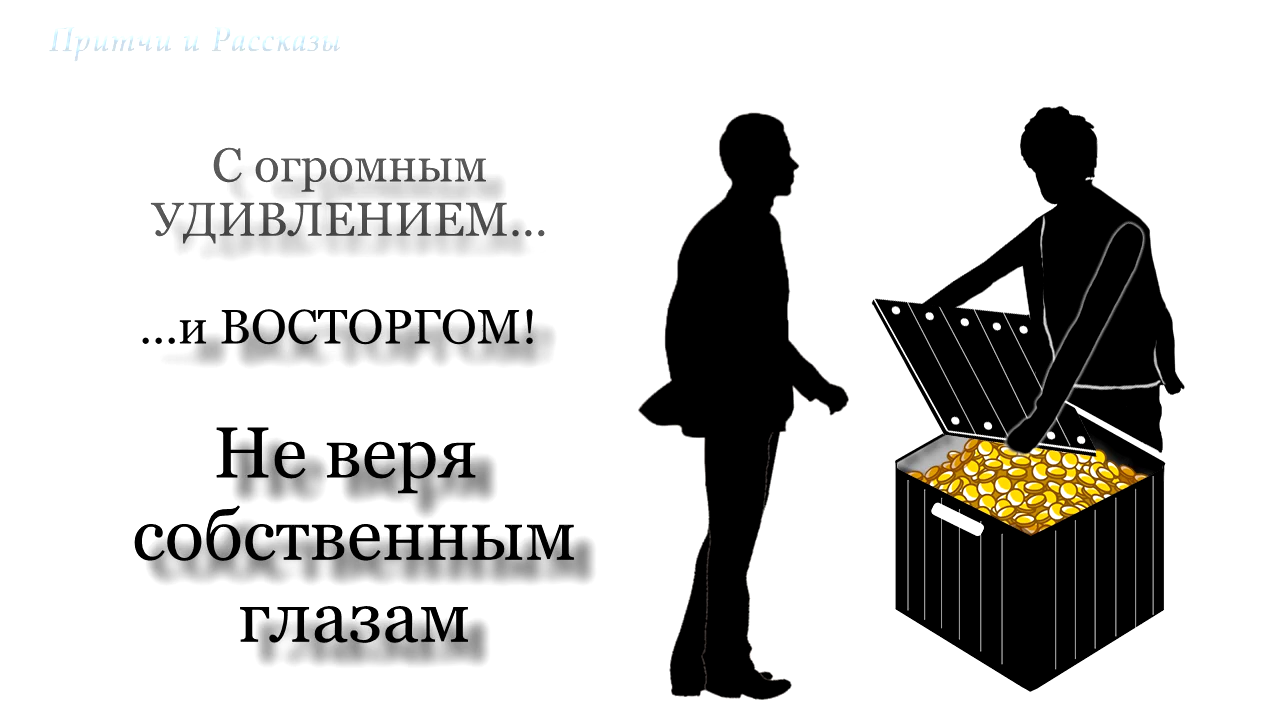 Притчи и Рассказы
С огромным
УДИВЛЕНИЕМ...
...и ВОСТОРГОМ!
Не веря
собственным
глазам